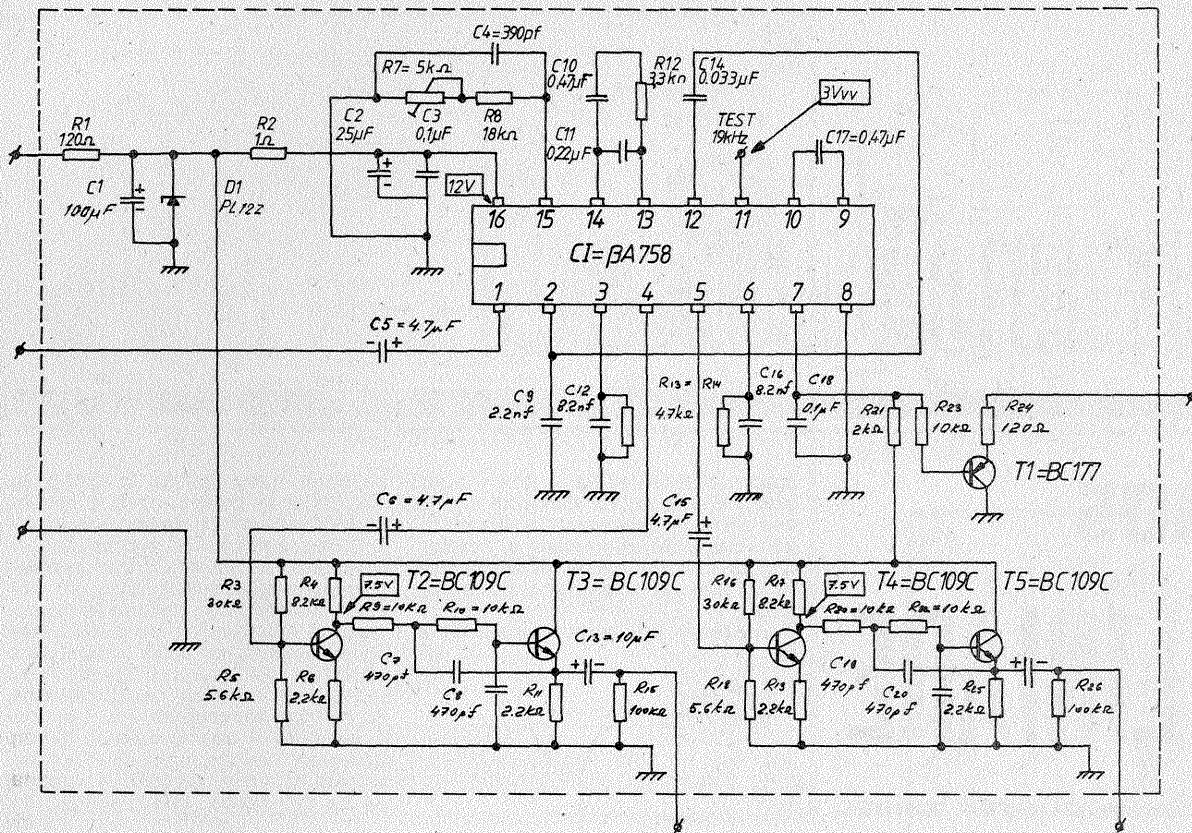 C4=390pf
R7= 5kΩ
C10
0,47µF
R12
3,3kΩ
C14
0.033µF
3Vvv
R1
120Ω
R2
1Ω
C2
25µF
C3
0,1µF
R8
18kΩ
C11
0,22µF
TEST
19kHz
C17=0,47µF
C1
100µF
D1
PL12Z
12V
+
-
+
-
16 15 14 13 12 11 10 9
CI=βA758
1 2 3 4 5 6 7 8
C5 = 4.7µF
- +
C9
2.2nf
C12
8.2nf
R13= R14
4.7kΩ
C16
8.2nf
C18
0,1µF
R21
2kΩ
R23
10kΩ
R24
120Ω
T1=BC177
C6 = 4.7µF
- +
C15
4.7µF
+
-
R3
30kΩ
R4
8.2kΩ
7.5V
T2=BC109C
T3= BC109C
R9=10kΩ
R10=10kΩ
C13=10µF
+ -
R5
5.6kΩ
R6
2.2kΩ
C7
470pf
C8
470pf
R11
2.2kΩ
R15
100kΩ
R16
30kΩ
R17
8.2kΩ
7.5V
T4=BC109C
T5=BC109C
R20=10kΩ
R22=10kΩ
+ -
R18
5.6kΩ
R19
2.2kΩ
C19
470pf
C20
470pf
R25
2.2kΩ
R26
100kΩ